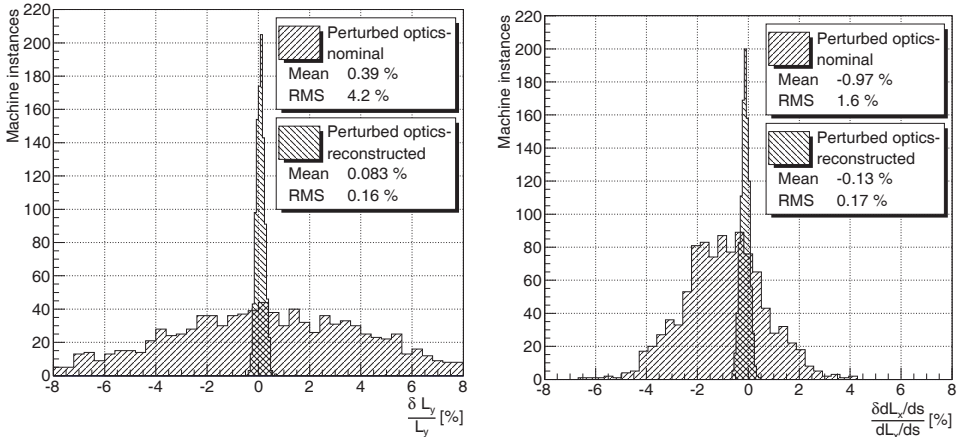 Machine instances
220
200
180
160
140
120
100
80
60
40
20
0
Perturbed optics-
nominal
Mean 0.39 %
RMS 4.2 %
Perturbed optics-
reconstructed
Mean 0.083 %
RMS 0.16 %
-8 -6 -4 -2 0 2 4 6 8
δ L_y
L_y [%]
Machine instances
220
200
180
160
140
120
100
80
60
40
20
0
Perturbed optics-
nominal
Mean -0.97 %
RMS 1.6 %
Perturbed optics-
reconstructed
Mean -0.13 %
RMS 0.17 %
-8 -6 -4 -2 0 2 4 6 8
δdL_x/ds
dL_x/ds [%]